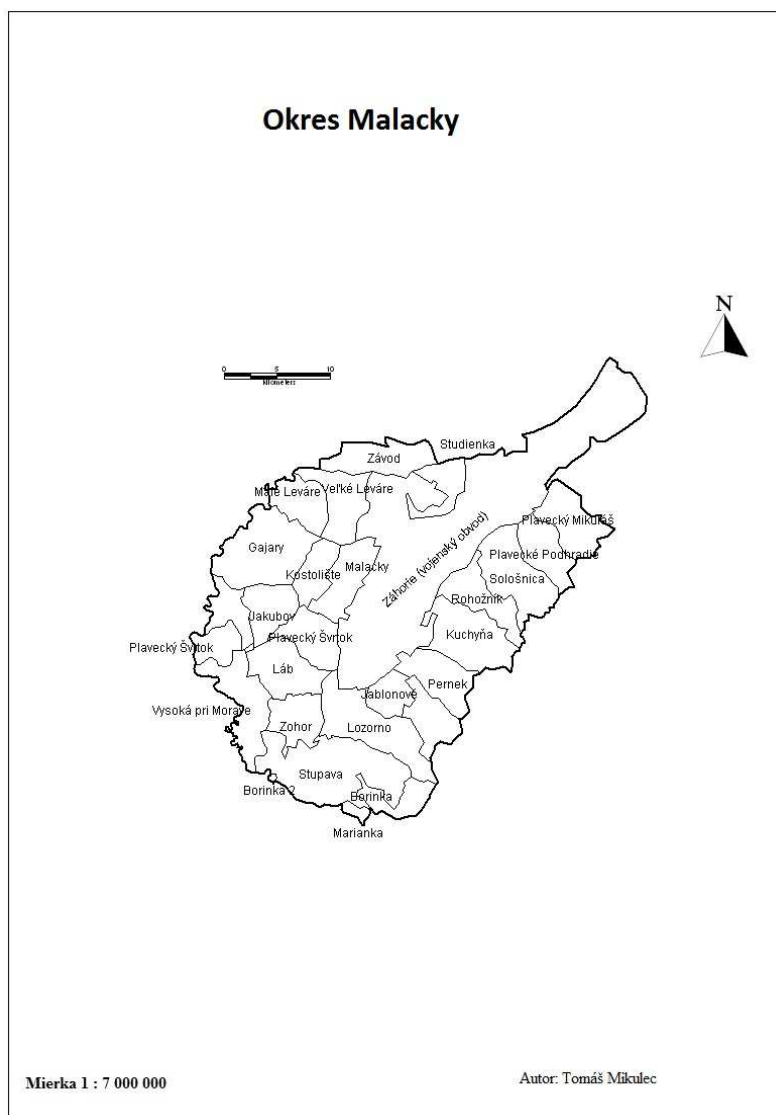 Okres Malacky
N
0 5 10
kilometers
Studienka
Závod
Malé Leváre
Veľké Leváre
Plavecký Mikuláš
Záhorie (vojenský obvod)
Gajary
Plavecké Podhradie
Malacky
Kostolište
Sološnica
Rohožník
Jakubov
Kuchyňa
Plavecký Švrtok
Plavecký Švrtok
Láb
Pernek
Jablonové
Vysoká pri Morave
Zohor
Lozorno
Stupava
Borinka 2
Borinka
Marianka
Mierka 1 : 7 000 000
Autor: Tomáš Mikulec